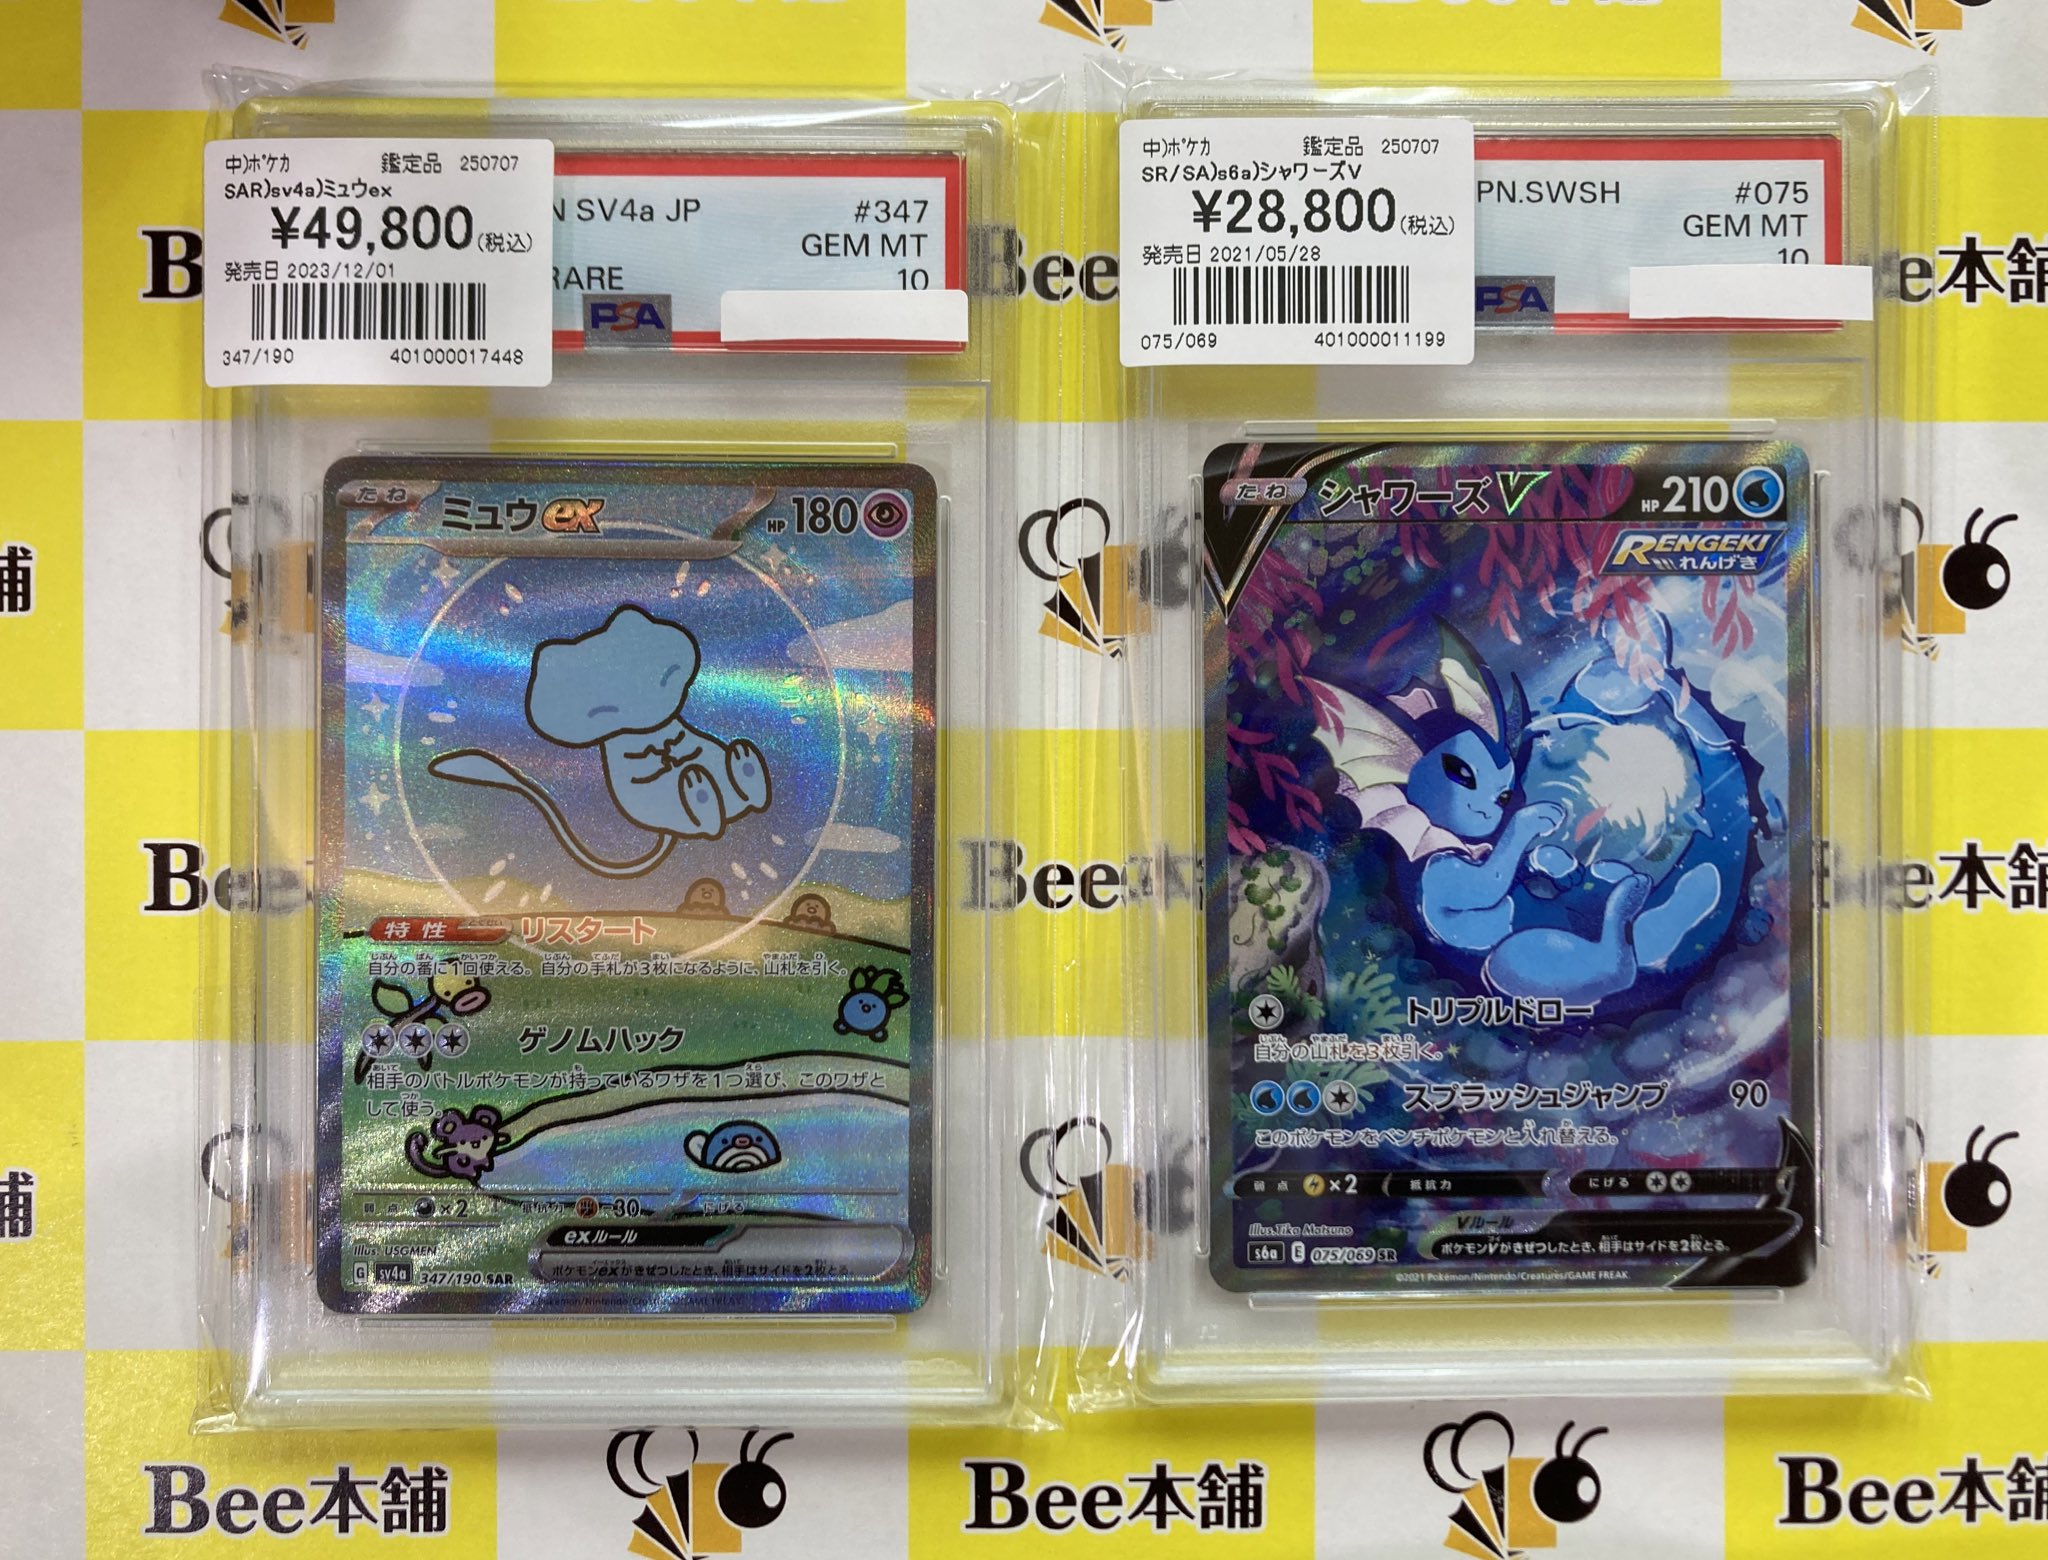 中)ポケカ 鑑定品 250707
SAR)sv4a)ミュウex
¥49,800(税込)
発売日 2023/12/01
347/190 401000017448
N SV4a JP #347
GEM MT
RARE 10
PSA
中)ポケカ 鑑定品 250707
SR/SA)s6a)シャワーズV
¥28,800(税込)
発売日 2021/05/28
075/069 401000011199
PN.SWSH #075
GEM MT
10
PSA
たね ミュウex HP 180
特性 リスタート
自分の番に1回使える。自分の手札が3枚になるように、山札を引く。
ゲノムハック
相手のバトルポケモンが持っているワザを1つ選び、このワザと
して使う。
弱点 ×2 抵抗力 -30 にげる
exルール
ポケモンexがきぜつしたとき、相手はサイドを2枚とる。
Illus. USGMEN
G sv4a 347/190 SAR
たね シャワーズV HP 210
RENGEKI
れんげき
トリプルドロー
自分の山札を3枚引く。
スプラッシュジャンプ 90
このポケモンをベンチポケモンと入れ替える。
弱点 ×2 抵抗力 にげる
Vルール
ポケモンVがきぜつしたとき、相手はサイドを2枚とる。
Illus.Tika Matsuno
s6a E 075/069 SR
©2021 Pokémon/Nintendo/Creatures/GAME FREAK
Bee本舗
Bee本舗
Bee本舗